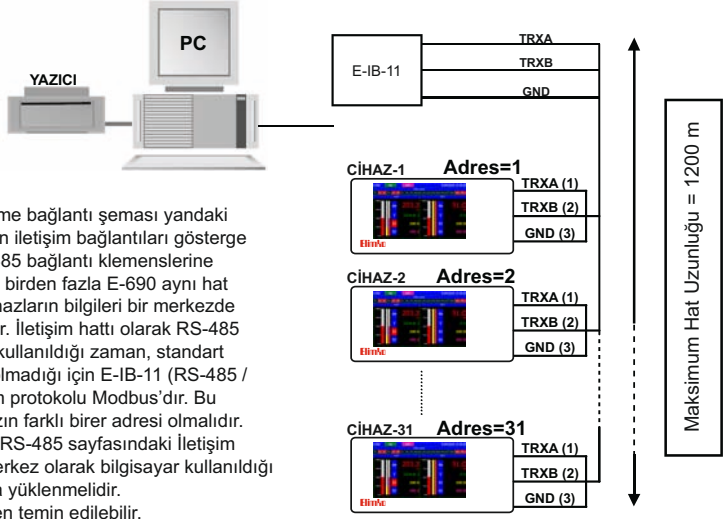 PC
YAZICI
E-IB-11
TRXA
TRXB
GND
Maksimum Hat Uzunluğu = 1200 m
CİHAZ-1 Adres=1
TRXA (1)
TRXB (2)
GND (3)
Elimko
CİHAZ-2 Adres=2
TRXA (1)
TRXB (2)
GND (3)
Elimko
CİHAZ-31 Adres=31
TRXA (1)
TRXB (2)
GND (3)
Elimko
me bağlantı şeması yandaki
n iletişim bağlantıları gösterge
85 bağlantı klemenslerine
birden fazla E-690 aynı hat
nazların bilgileri bir merkezde
r. İletişim hattı olarak RS-485
kullanıldığı zaman, standart
olmadığı için E-IB-11 (RS-485 /
n protokolu Modbus'dır. Bu
zın farklı birer adresi olmalıdır.
RS-485 sayfasındaki İletişim
erkez olarak bilgisayar kullanıldığı
yüklenmelidir.
en temin edilebilir.